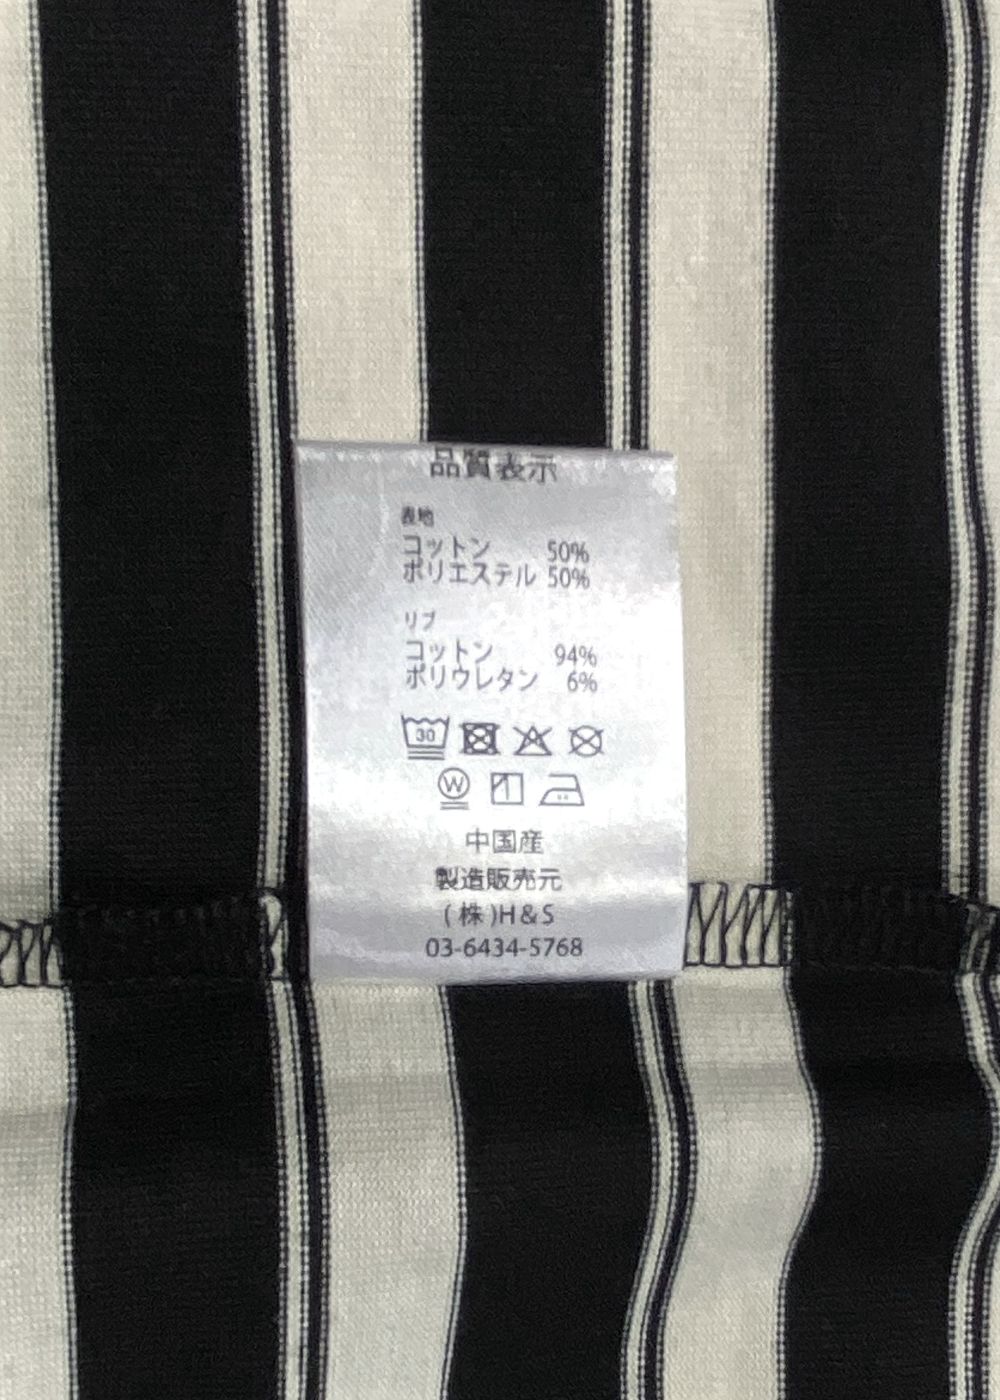 品質表示
表地
コットン 50%
ポリエステル 50%
リブ
コットン 94%
ポリウレタン 6%
30
W
中国産
製造販売元
(株)H&S
03-6434-5768